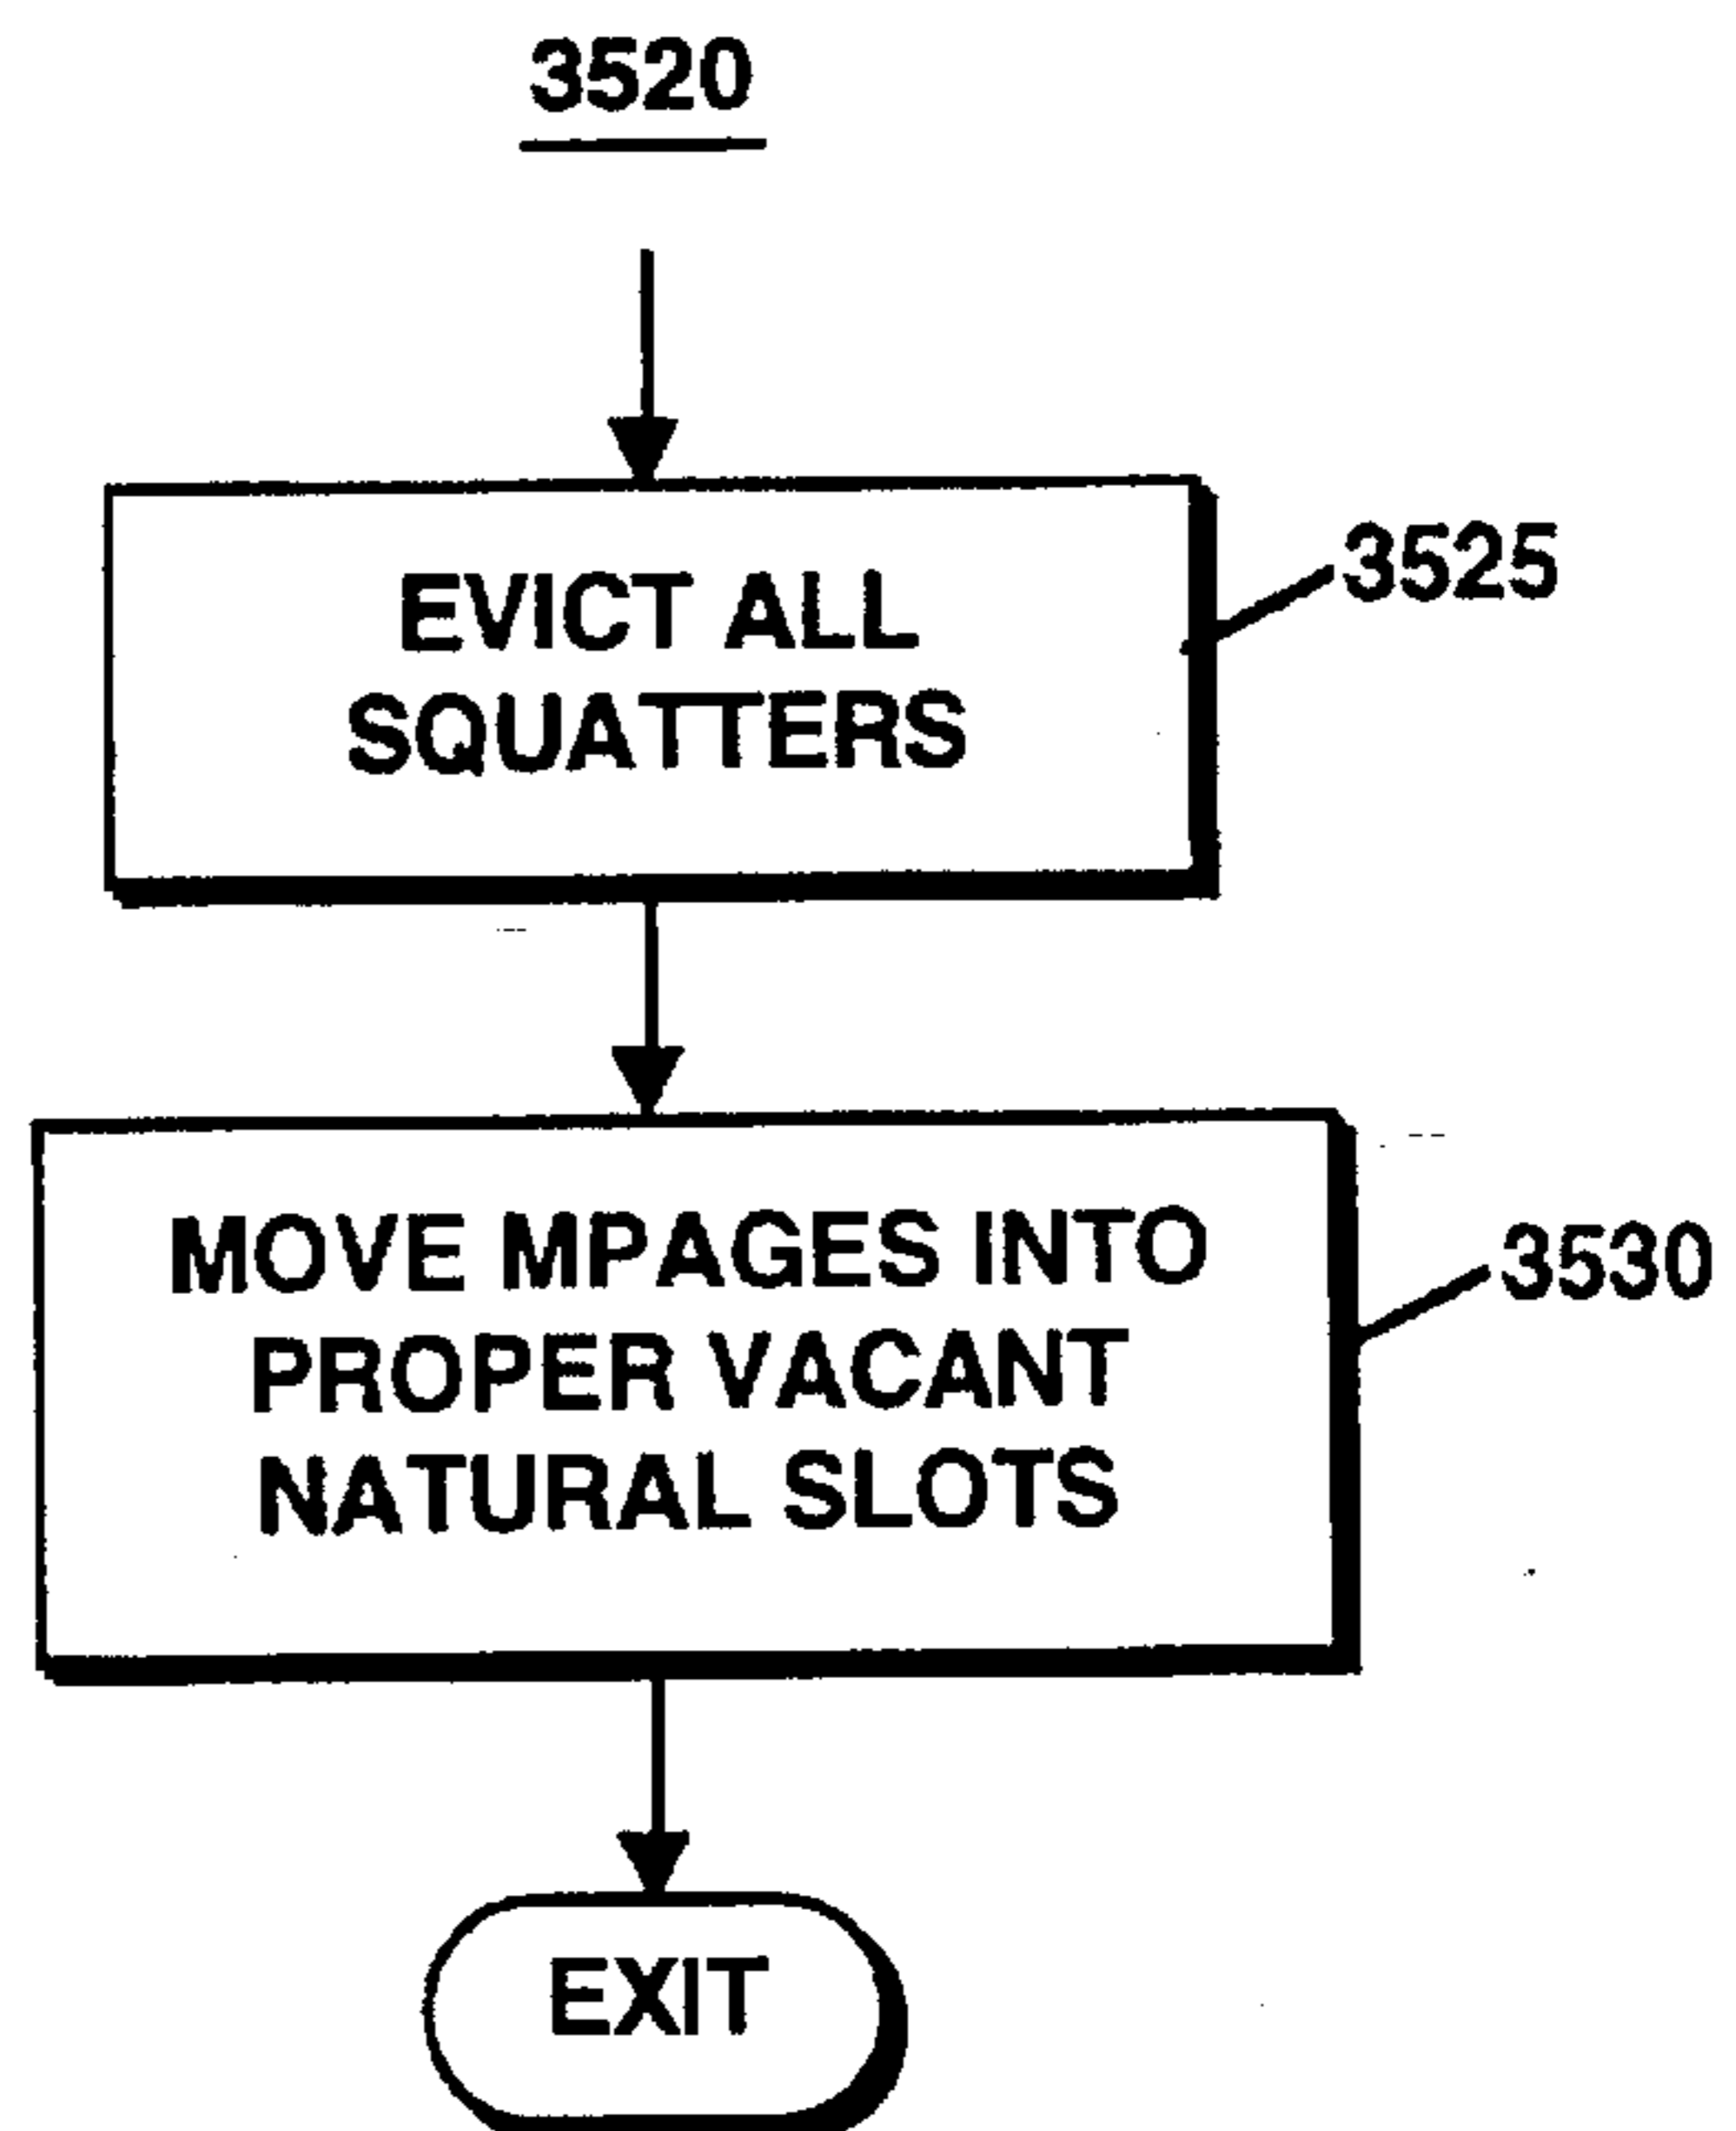 3520
EVICT ALL
SQUATTERS
3525
MOVE MPAGES INTO
PROPER VACANT
NATURAL SLOTS
3530
EXIT